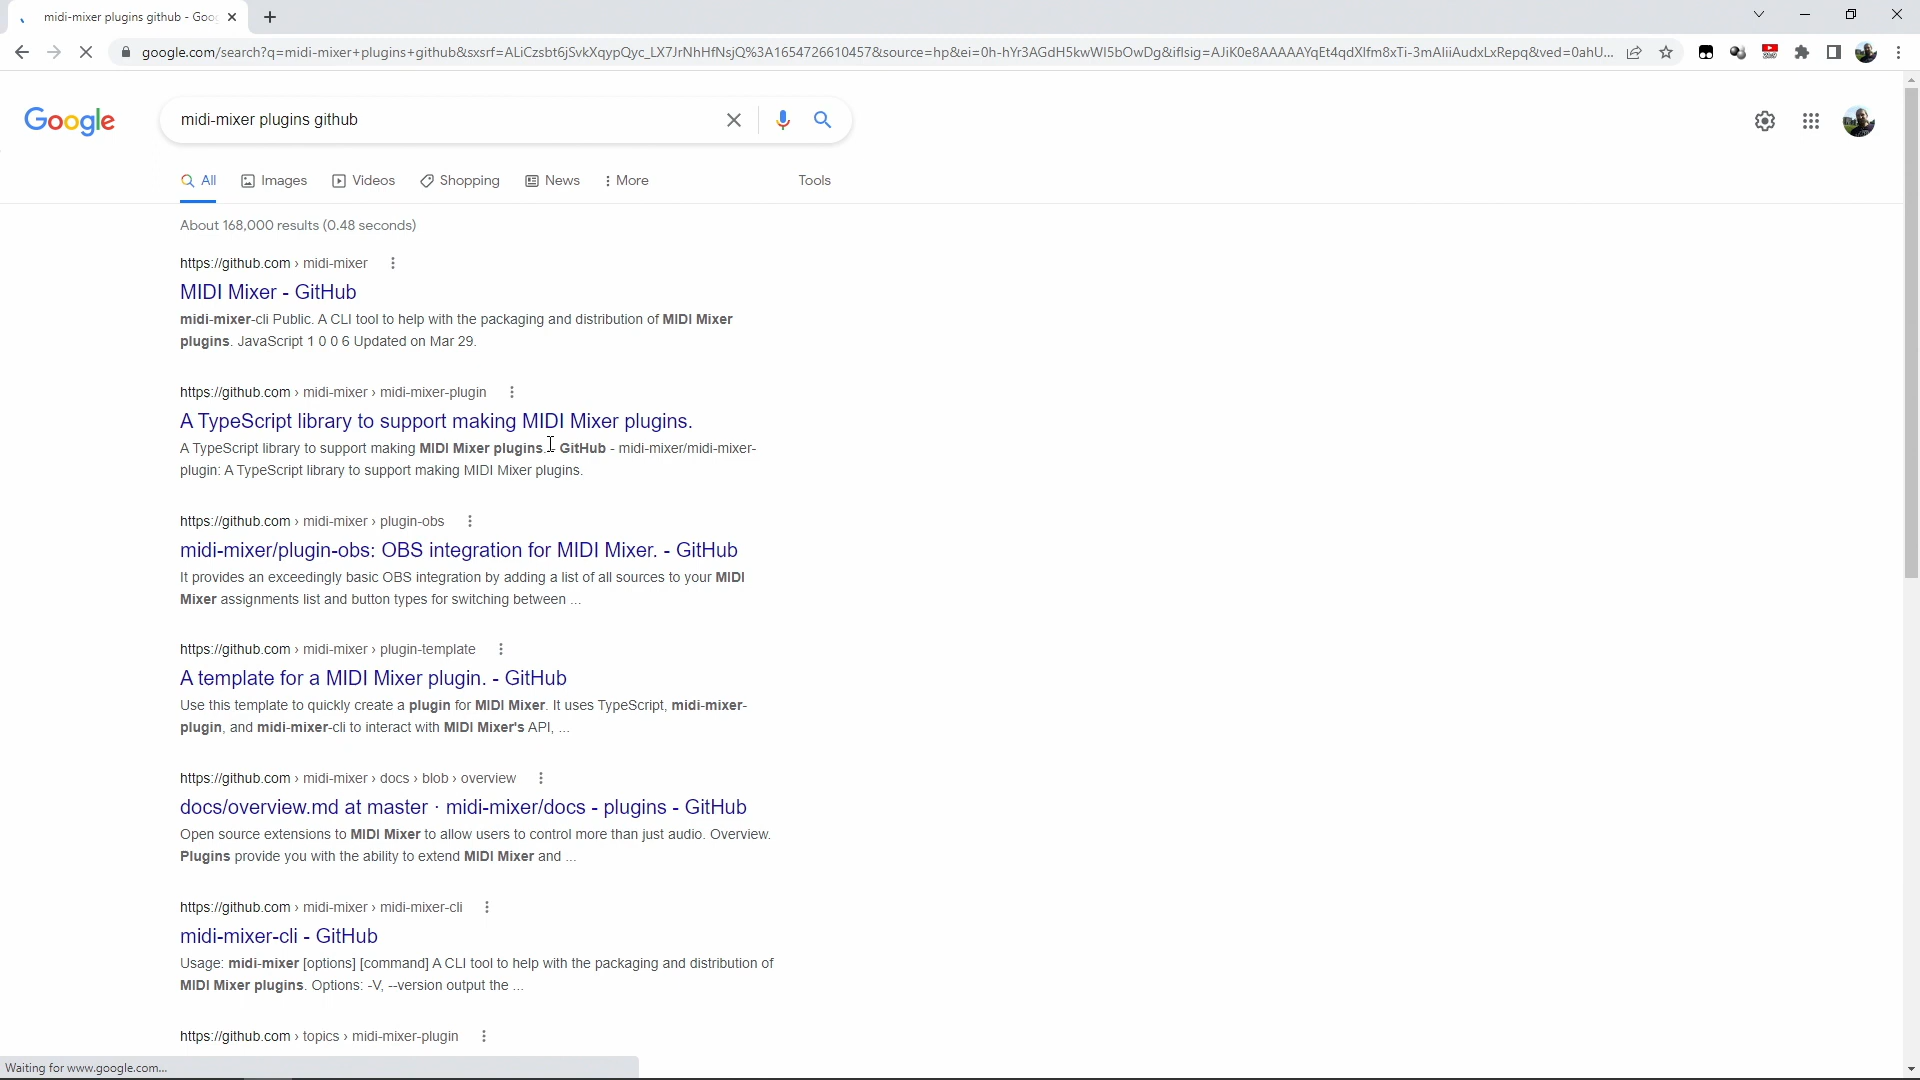 midi-mixer plugins github - Goo
google.com/search?q=midi-mixer+plugins+github&sxsrf=ALiCzsbt6jSvkXqypQyc_LX7JrNhHfNsjQ%3A1654726610457&source=hp&ei=0h-hYr3AGdH5kwWI5bOwDg&iflsig=AJiK0e8AAAAAYqEt4qdXIfm8xTi-3mAIiiAudxLxRepq&ved=0ahU...
Google
midi-mixer plugins github
All Images Videos Shopping News More Tools
About 168,000 results (0.48 seconds)
https://github.com › midi-mixer
MIDI Mixer - GitHub
midi-mixer-cli Public. A CLI tool to help with the packaging and distribution of MIDI Mixer
plugins. JavaScript 1 0 0 6 Updated on Mar 29.
https://github.com › midi-mixer › midi-mixer-plugin
A TypeScript library to support making MIDI Mixer plugins.
A TypeScript library to support making MIDI Mixer plugins. - GitHub - midi-mixer/midi-mixer-
plugin: A TypeScript library to support making MIDI Mixer plugins.
https://github.com › midi-mixer › plugin-obs
midi-mixer/plugin-obs: OBS integration for MIDI Mixer. - GitHub
It provides an exceedingly basic OBS integration by adding a list of all sources to your MIDI
Mixer assignments list and button types for switching between ...
https://github.com › midi-mixer › plugin-template
A template for a MIDI Mixer plugin. - GitHub
Use this template to quickly create a plugin for MIDI Mixer. It uses TypeScript, midi-mixer-
plugin, and midi-mixer-cli to interact with MIDI Mixer's API, ...
https://github.com › midi-mixer › docs › blob › overview
docs/overview.md at master · midi-mixer/docs - plugins - GitHub
Open source extensions to MIDI Mixer to allow users to control more than just audio. Overview.
Plugins provide you with the ability to extend MIDI Mixer and ...
https://github.com › midi-mixer › midi-mixer-cli
midi-mixer-cli - GitHub
Usage: midi-mixer [options] [command] A CLI tool to help with the packaging and distribution of
MIDI Mixer plugins. Options: -V, --version output the ...
https://github.com › topics › midi-mixer-plugin
Waiting for www.google.com...